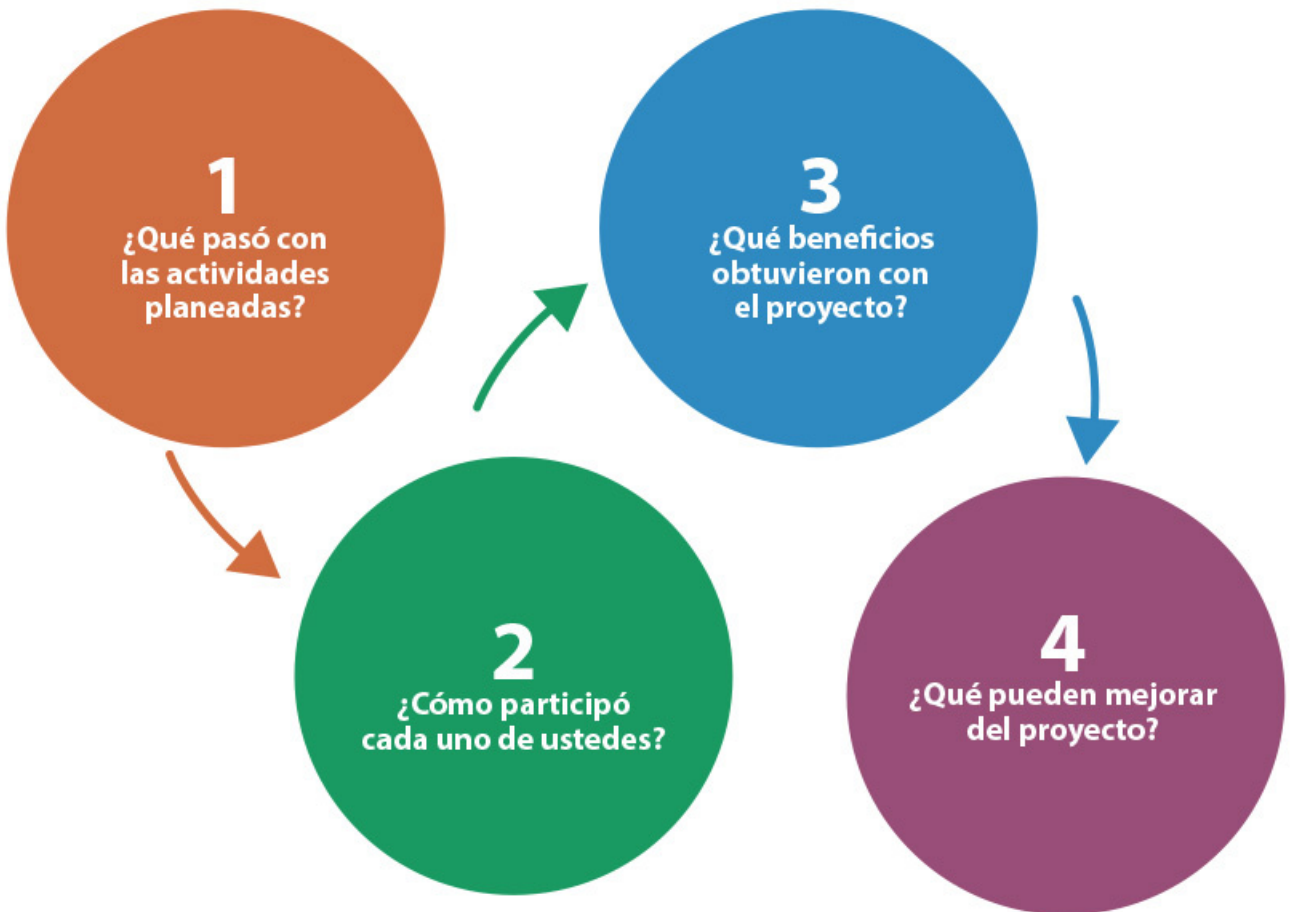 1
¿Qué pasó con
las actividades
planeadas?
2
¿Cómo participó
cada uno de ustedes?
3
¿Qué beneficios
obtuvieron con
el proyecto?
4
¿Qué pueden mejorar
del proyecto?